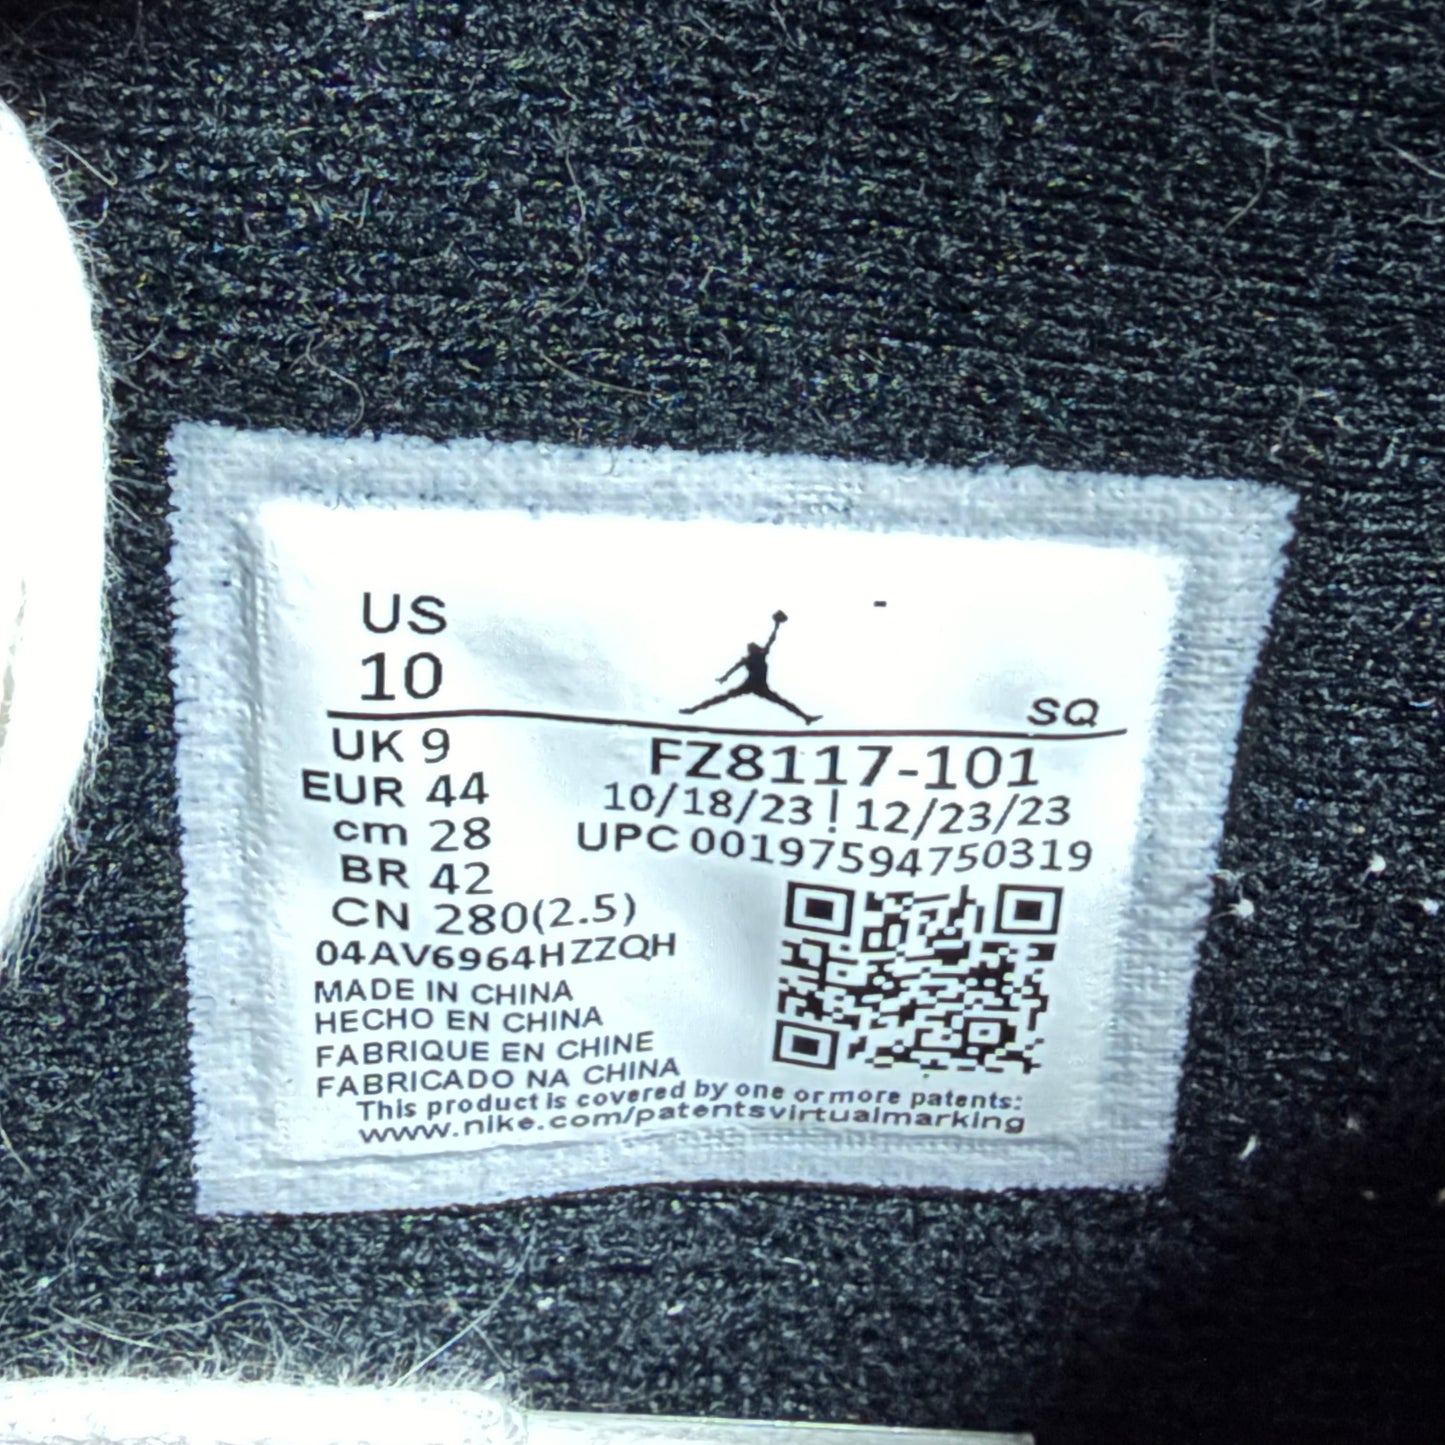 US
10
SQ
UK 9
FZ8117-101
EUR 44
10/18/23 | 12/23/23
cm 28
UPC 00197594750319
BR 42
CN 280(2.5)
04AV6964HZZQH
MADE IN CHINA
HECHO EN CHINA
FABRIQUE EN CHINE
FABRICADO NA CHINA
This product is covered by one or more patents:
www.nike.com/patentsvirtualmarking